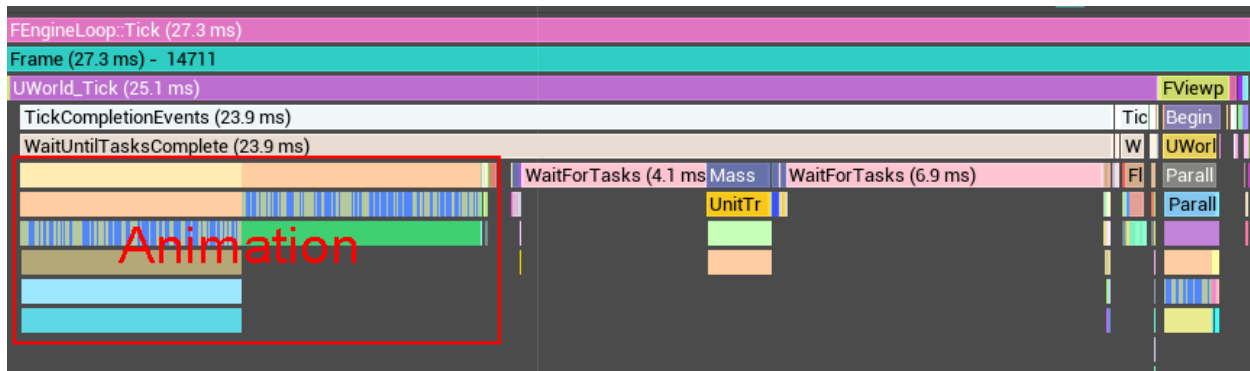 FEngineLoop::Tick (27.3 ms)
Frame (27.3 ms) - 14711
UWorld_Tick (25.1 ms) FViewp
TickCompletionEvents (23.9 ms) Tic Begin
WaitUntilTasksComplete (23.9 ms) W UWorl
WaitForTasks (4.1 ms Mass WaitForTasks (6.9 ms) Fl Parall
UnitTr Parall
Animation